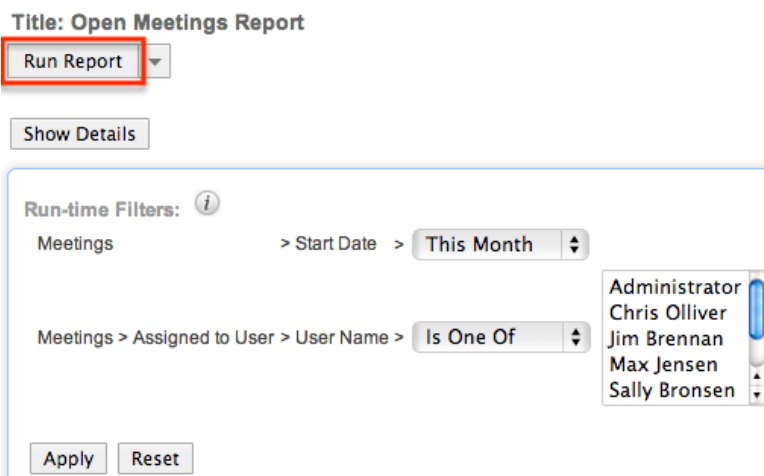 Title: Open Meetings Report
Run Report
Show Details
Run-time Filters: i
Meetings > Start Date > This Month
Meetings > Assigned to User > User Name > Is One Of
Administrator
Chris Olliver
Jim Brennan
Max Jensen
Sally Bronsen
Apply Reset